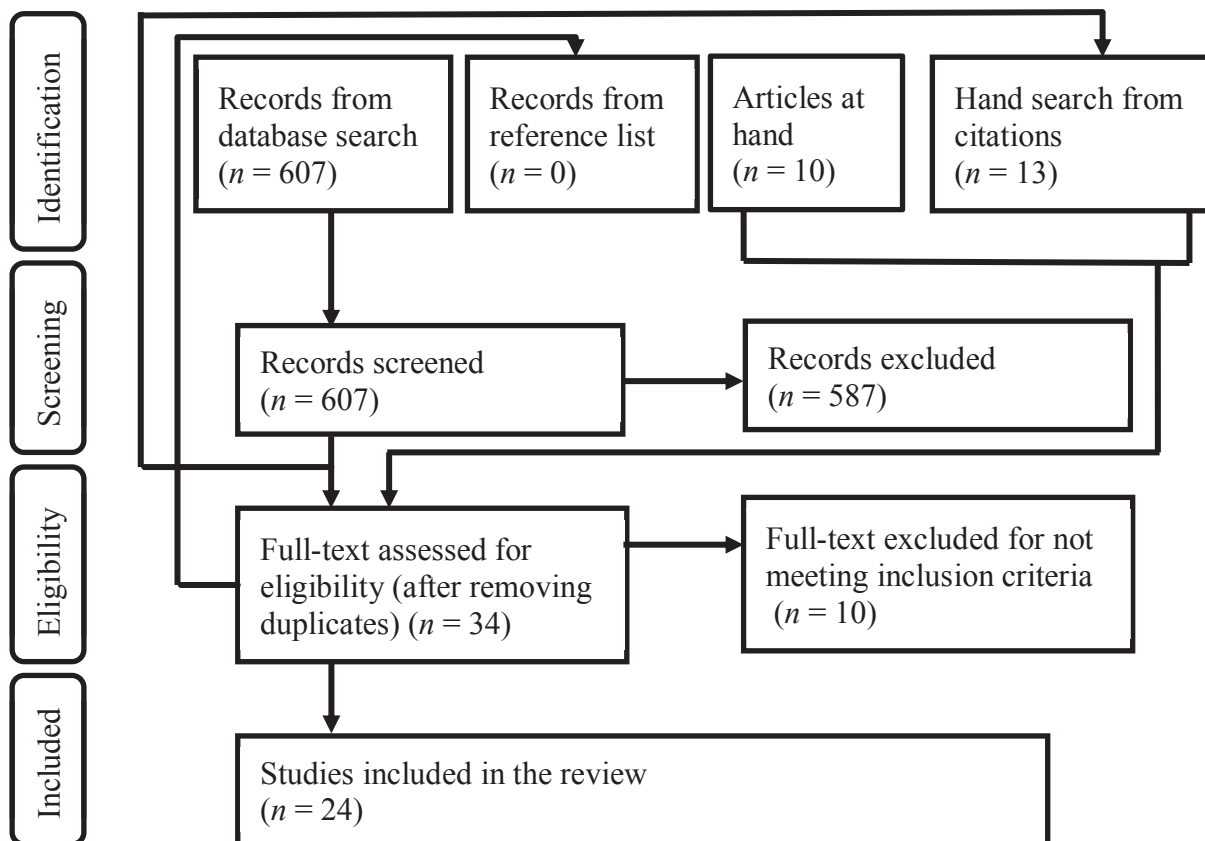 Identification
Records from
database search
(n = 607)
Records from
reference list
(n = 0)
Articles at
hand
(n = 10)
Hand search from
citations
(n = 13)
Screening
Records screened
(n = 607)
Records excluded
(n = 587)
Eligibility
Full-text assessed for
eligibility (after removing
duplicates) (n = 34)
Full-text excluded for not
meeting inclusion criteria
(n = 10)
Included
Studies included in the review
(n = 24)